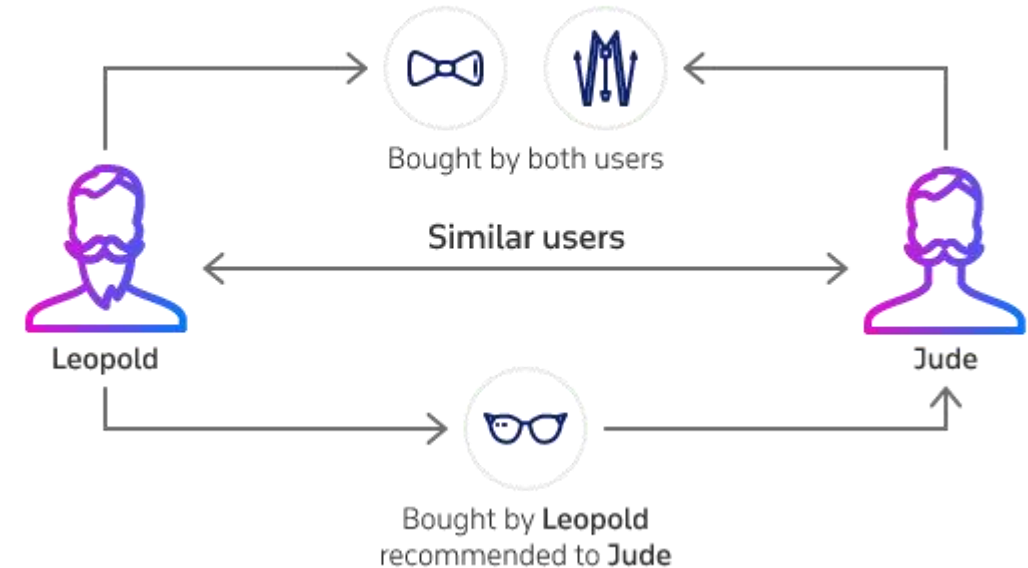 Bought by both users
Similar users
Leopold
Jude
Bought by Leopold
recommended to Jude